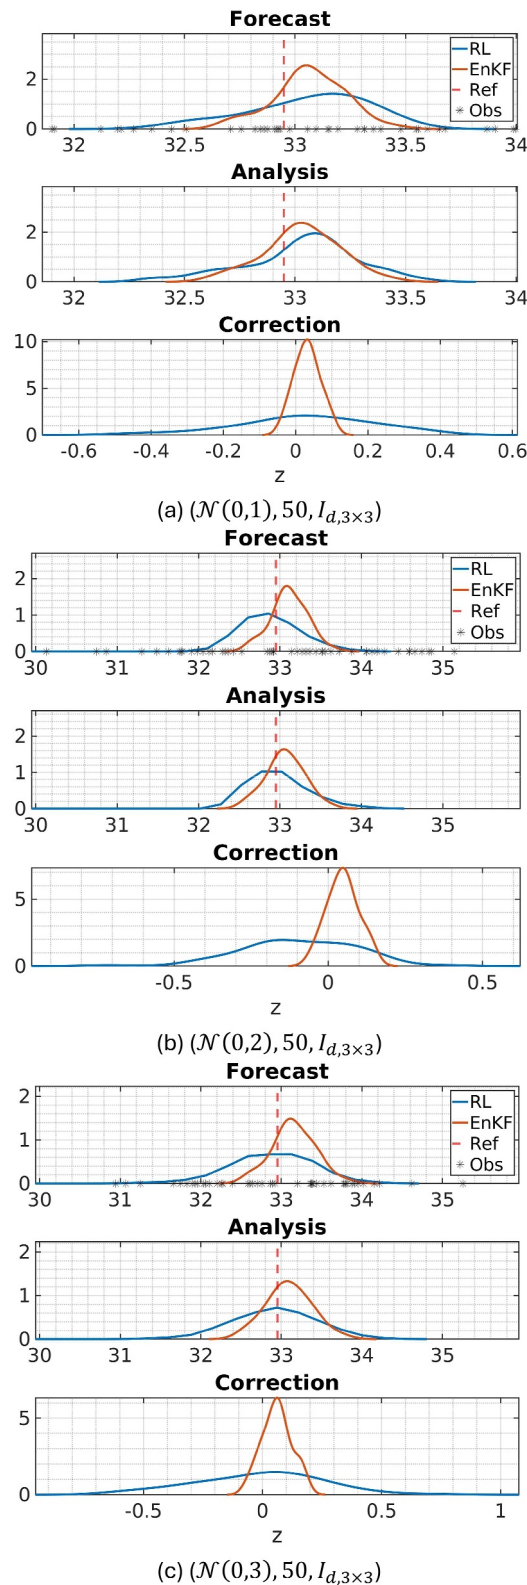 Forecast
2
0
32 32.5 33 33.5 34
RL
EnKF
Ref
Obs
Analysis
2
0
32 32.5 33 33.5 34
Correction
10
5
0
-0.6 -0.4 -0.2 0 0.2 0.4 0.6
z
(a) (𝒩(0,1), 50, I_{d,3×3})
Forecast
2
1
0
30 31 32 33 34 35
RL
EnKF
Ref
Obs
Analysis
2
1
0
30 31 32 33 34 35
Correction
5
0
-0.5 0 0.5
z
(b) (𝒩(0,2), 50, I_{d,3×3})
Forecast
2
1
0
30 31 32 33 34 35
RL
EnKF
Ref
Obs
Analysis
2
1
0
30 31 32 33 34 35
Correction
5
0
-0.5 0 0.5 1
z
(c) (𝒩(0,3), 50, I_{d,3×3})